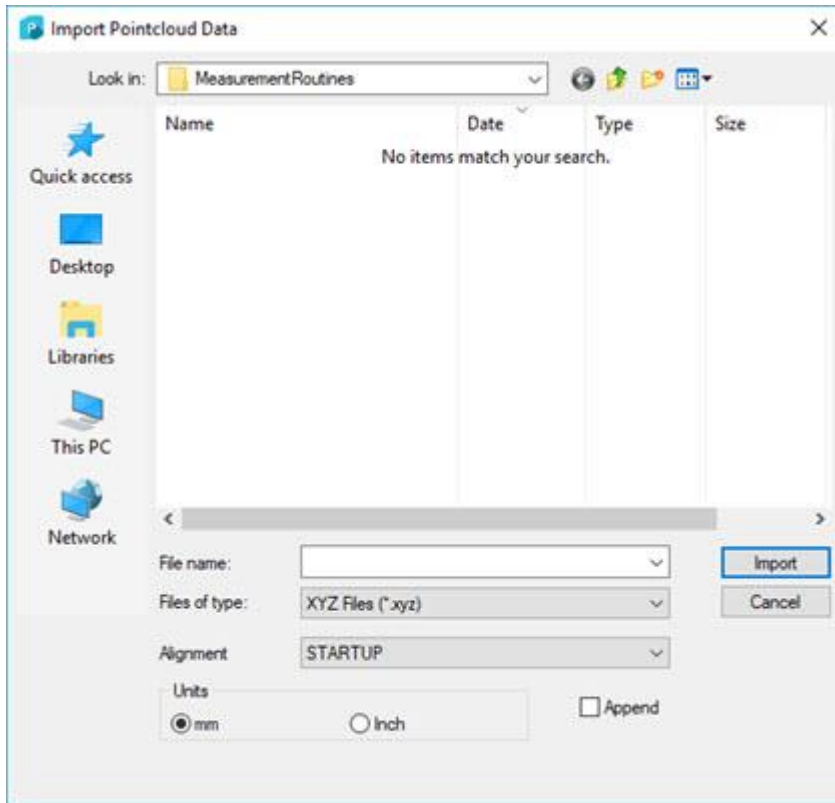 Import Pointcloud Data
Look in: MeasurementRoutines
Name Date Type Size
No items match your search.
Quick access
Desktop
Libraries
This PC
Network
File name: Import
Files of type: XYZ Files (*.xyz) Cancel
Alignment STARTUP
Units
mm Inch Append